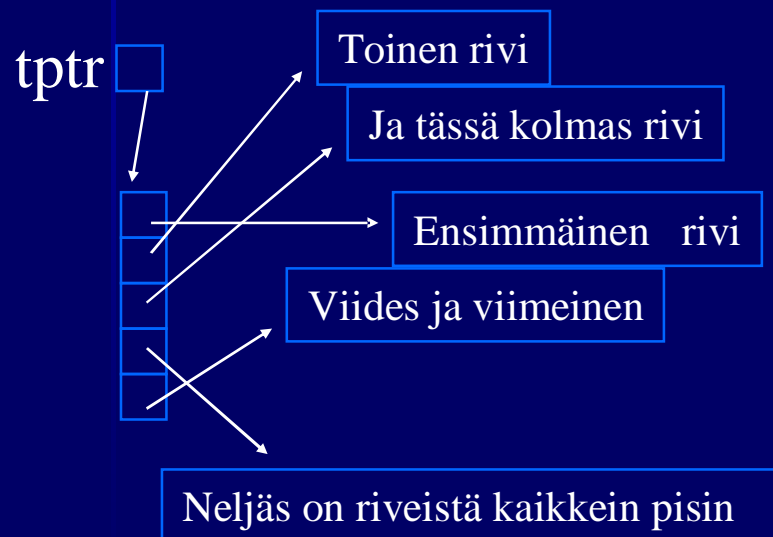 tptr
Toinen rivi
Ja tässä kolmas rivi
Ensimmäinen rivi
Viides ja viimeinen
Neljäs on riveistä kaikkein pisin